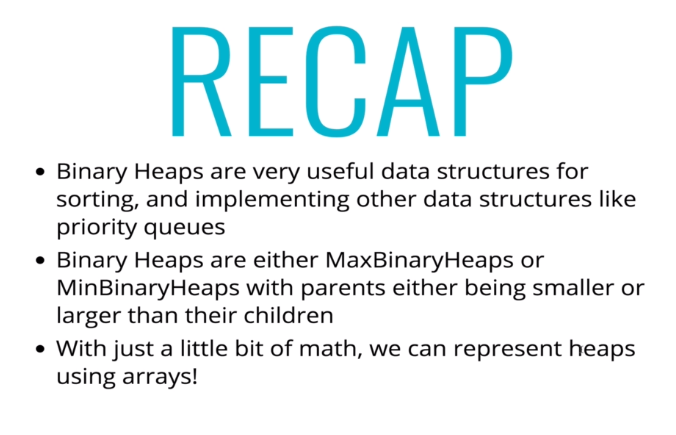 RECAP
• Binary Heaps are very useful data structures for
sorting, and implementing other data structures like
priority queues
• Binary Heaps are either MaxBinaryHeaps or
MinBinaryHeaps with parents either being smaller or
larger than their children
• With just a little bit of math, we can represent heaps
using arrays!